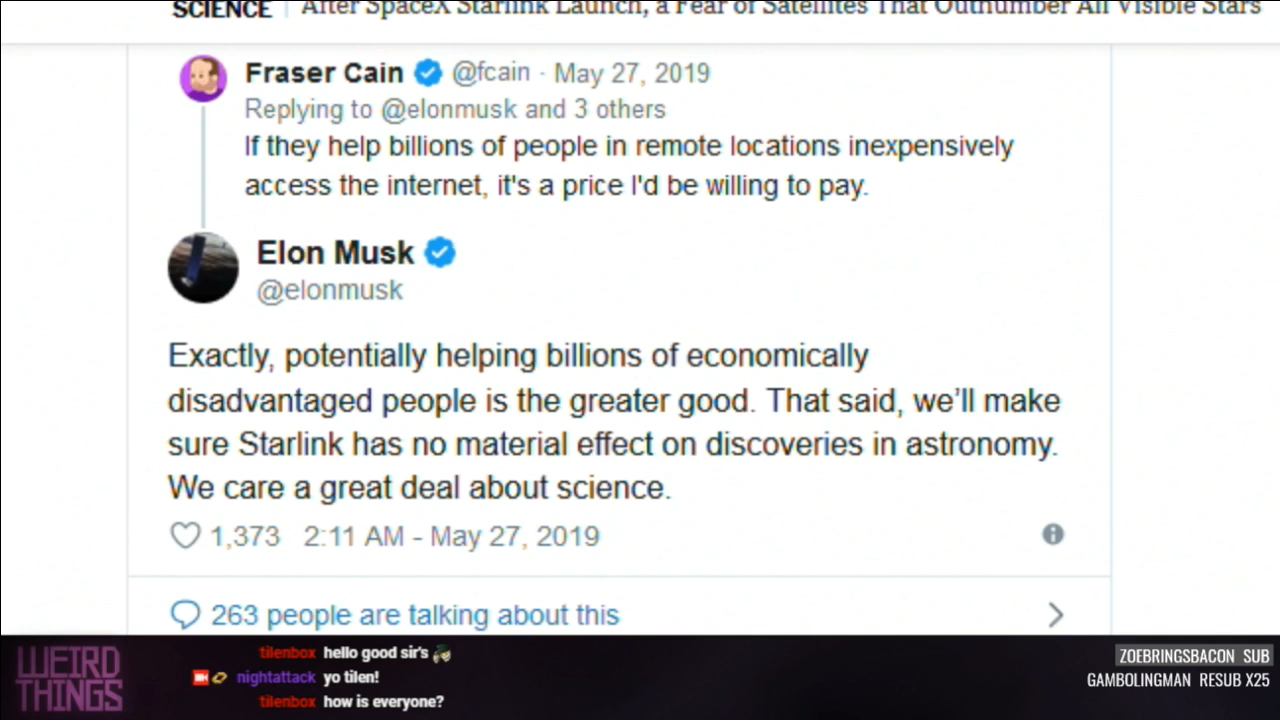 SCIENCE | After SpaceX Starlink Launch, a Fear of Satellites That Outnumber All Visible Stars
Fraser Cain @fcain · May 27, 2019
Replying to @elonmusk and 3 others
If they help billions of people in remote locations inexpensively
access the internet, it's a price I'd be willing to pay.
Elon Musk
@elonmusk
Exactly, potentially helping billions of economically
disadvantaged people is the greater good. That said, we’ll make
sure Starlink has no material effect on discoveries in astronomy.
We care a great deal about science.
1,373 2:11 AM - May 27, 2019
263 people are talking about this
WEIRD
THINGS
tilenbox hello good sir's
nightattack yo tilen!
tilenbox how is everyone?
ZOEBRINGSBACON SUB
GAMBOLINGMAN RESUB X25